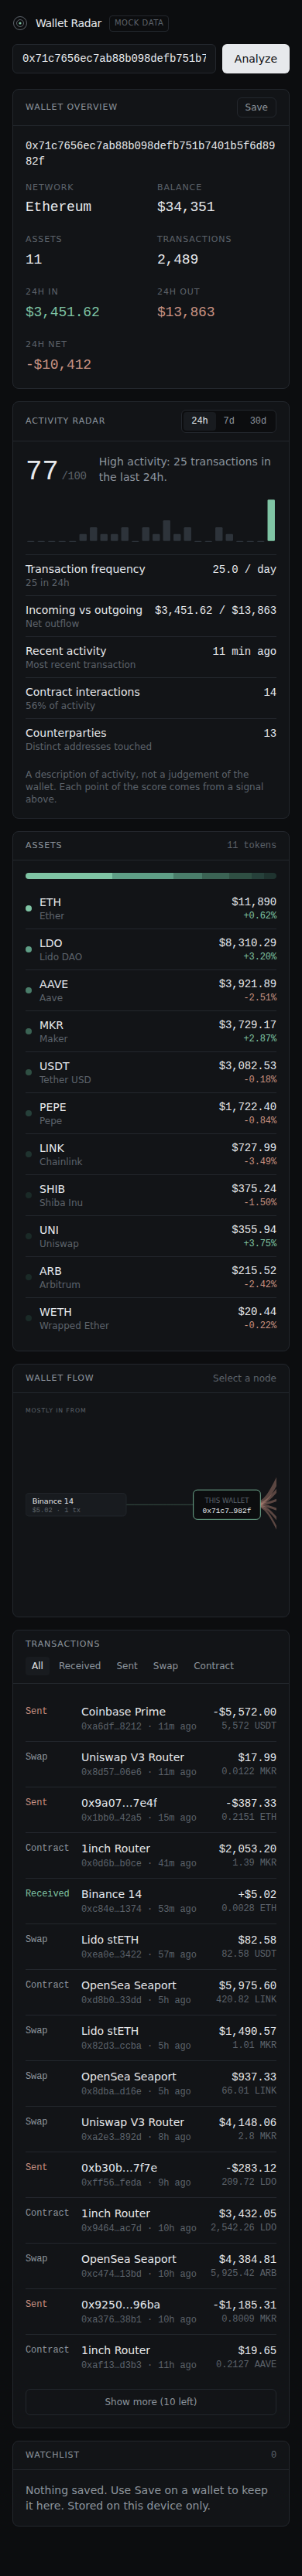 Wallet Radar MOCK DATA
0x71c7656ec7ab88b098defb751b7 Analyze
WALLET OVERVIEW Save
0x71c7656ec7ab88b098defb751b7401b5f6d89
82f
NETWORK BALANCE
Ethereum $34,351
ASSETS TRANSACTIONS
11 2,489
24H IN 24H OUT
$3,451.62 $13,863
24H NET
-$10,412
ACTIVITY RADAR 24h 7d 30d
77 /100 High activity: 25 transactions in
the last 24h.
Transaction frequency 25.0 / day
25 in 24h
Incoming vs outgoing $3,451.62 / $13,863
Net outflow
Recent activity 11 min ago
Most recent transaction
Contract interactions 14
56% of activity
Counterparties 13
Distinct addresses touched
A description of activity, not a judgement of the
wallet. Each point of the score comes from a signal
above.
ASSETS 11 tokens
ETH $11,890
Ether +0.62%
LDO $8,310.29
Lido DAO +3.20%
AAVE $3,921.89
Aave -2.51%
MKR $3,729.17
Maker +2.87%
USDT $3,082.53
Tether USD -0.18%
PEPE $1,722.40
Pepe -0.84%
LINK $727.99
Chainlink -3.49%
SHIB $375.24
Shiba Inu -1.50%
UNI $355.94
Uniswap +3.75%
ARB $215.52
Arbitrum -2.42%
WETH $20.44
Wrapped Ether -0.22%
WALLET FLOW Select a node
MOSTLY IN FROM
Binance 14
$5.02 · 1 tx
THIS WALLET
0x71c7…982f
TRANSACTIONS
All Received Sent Swap Contract
Sent Coinbase Prime -$5,572.00
0xa6df…8212 · 11m ago 5,572 USDT
Swap Uniswap V3 Router $17.99
0x8d57…06e6 · 11m ago 0.0122 MKR
Sent 0x9a07…7e4f -$387.33
0x1bb0…42a5 · 15m ago 0.2151 ETH
Contract 1inch Router $2,053.20
0x0d6b…b0ce · 41m ago 1.39 MKR
Received Binance 14 +$5.02
0xc84e…1374 · 53m ago 0.0028 ETH
Swap Lido stETH $82.58
0xea0e…3422 · 57m ago 82.58 USDT
Contract OpenSea Seaport $5,975.60
0xd8b0…33dd · 5h ago 420.82 LINK
Swap Lido stETH $1,490.57
0x82d3…ccba · 5h ago 1.01 MKR
Swap OpenSea Seaport $937.33
0x8dba…d16e · 5h ago 66.01 LINK
Swap Uniswap V3 Router $4,148.06
0xa2e3…892d · 8h ago 2.8 MKR
Sent 0xb30b…7f7e -$283.12
0xff56…feda · 9h ago 209.72 LDO
Contract 1inch Router $3,432.05
0x9464…ac7d · 10h ago 2,542.26 LDO
Swap OpenSea Seaport $4,384.81
0xc474…13bd · 10h ago 5,925.42 ARB
Sent 0x9250…96ba -$1,185.31
0xa376…38b1 · 10h ago 0.8009 MKR
Contract 1inch Router $19.65
0xaf13…d3b3 · 11h ago 0.2127 AAVE
Show more (10 left)
WATCHLIST 0
Nothing saved. Use Save on a wallet to keep
it here. Stored on this device only.